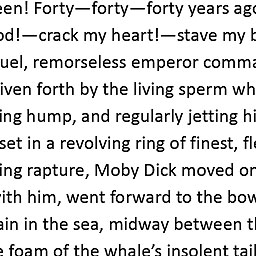 een! Forty—forty—forty years ago
od!—crack my heart!—stave my b
uel, remorseless emperor comma
iven forth by the living sperm wh
ing hump, and regularly jetting hi
set in a revolving ring of finest, fle
ing rapture, Moby Dick moved on
with him, went forward to the bow
ain in the sea, midway between th
e foam of the whale’s insolent tail